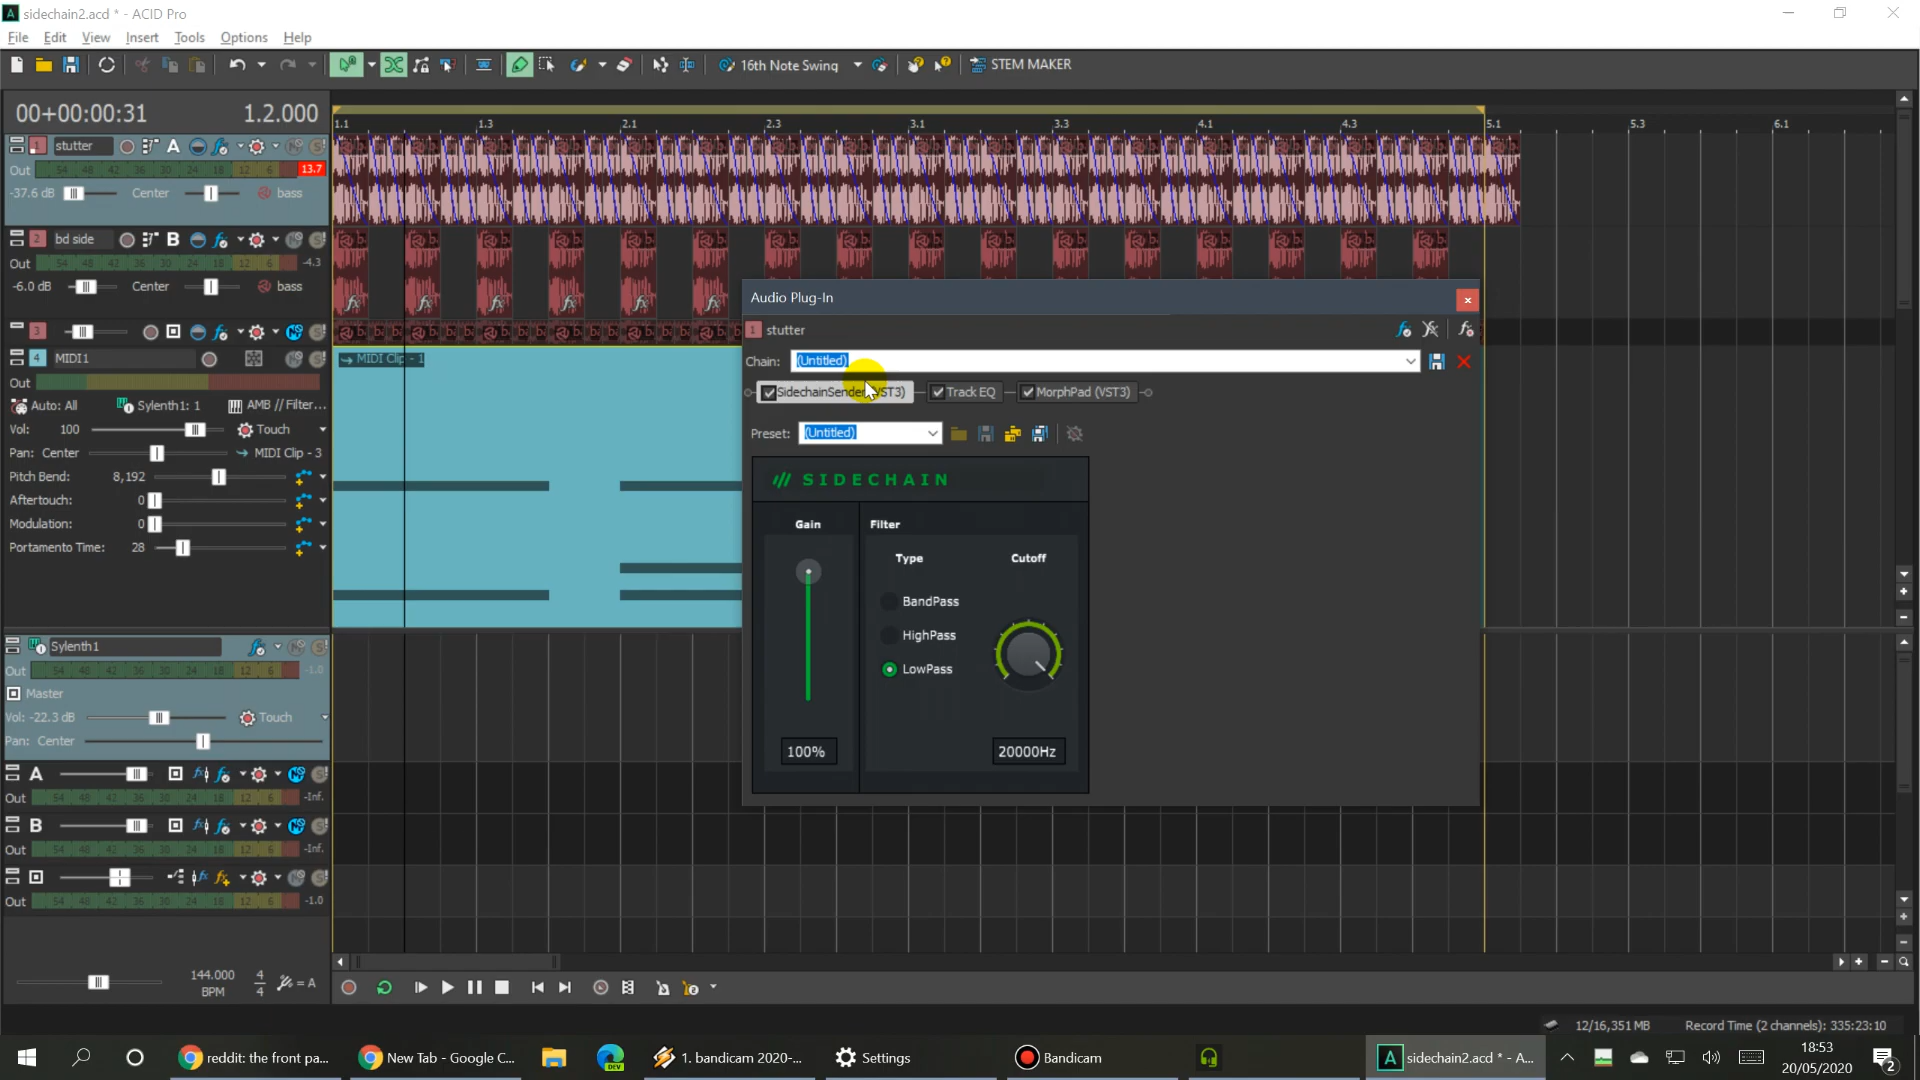 sidechain2.acd * - ACID Pro
File Edit View Insert Tools Options Help
16th Note Swing STEM MAKER
00+00:00:31 1.2.000
1.1 1.3 2.1 2.3 3.1 3.3 4.1 4.3 5.1 5.3 6.1
1 stutter A
Out 54 48 42 36 30 24 18 12 6 13.7
-37.6 dB Center bass
2 bd side B
Out 54 48 42 36 30 24 18 12 6 -4.3
-6.0 dB Center bass
3
4 MIDI1
MIDI Clip - 1
Out
Auto: All Sylenth1: 1 AMB // Filter...
Vol: 100 Touch
Pan: Center MIDI Clip - 3
Pitch Bend: 8,192
Aftertouch: 0
Modulation: 0
Portamento Time: 28
Audio Plug-In
1 stutter
Chain: (Untitled)
SidechainSender (VST3) Track EQ MorphPad (VST3)
Preset: (Untitled)
SIDECHAIN
Gain Filter
Type Cutoff
BandPass
HighPass
LowPass
100% 20000Hz
Sylenth1
Out 54 48 42 36 30 24 18 12 6 -1.0
Master
Vol: -22.3 dB Touch
Pan: Center
A
Out 54 48 42 36 30 24 18 12 6 -Inf.
B
Out 54 48 42 36 30 24 18 12 6 -Inf.
Out 54 48 42 36 30 24 18 12 6 -1.0
144.000 BPM 4/4 = A
12/16,351 MB Record Time (2 channels): 335:23:10
reddit: the front pa... New Tab - Google C... 1. bandicam 2020-... Settings Bandicam sidechain2.acd * - A...
18:53
20/05/2020
2